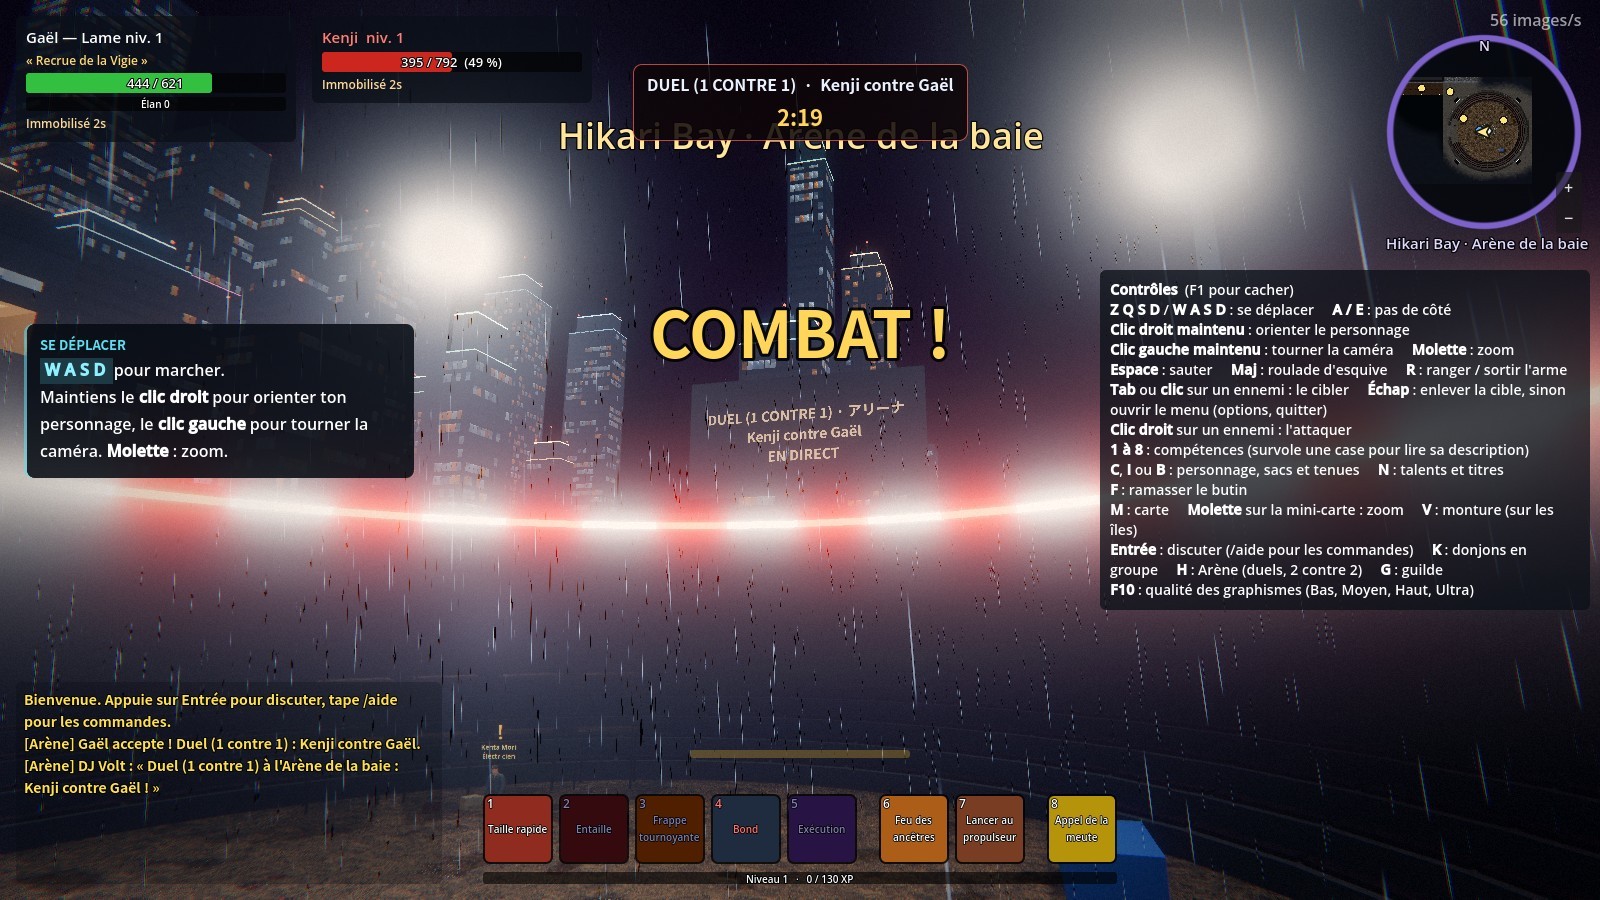 56 images/s
Gaël — Lame niv. 1
« Recrue de la Vigie »
444 / 621
Élan 0
Immobilisé 2s
Kenji niv. 1
395 / 792 (49 %)
Immobilisé 2s
DUEL (1 CONTRE 1) · Kenji contre Gaël
2:19
Hikari Bay · Arène de la baie
N
+
−
Hikari Bay · Arène de la baie
COMBAT !
DUEL (1 CONTRE 1) · アリーナ
Kenji contre Gaël
EN DIRECT
SE DÉPLACER
W A S D pour marcher.
Maintiens le clic droit pour orienter ton
personnage, le clic gauche pour tourner la
caméra. Molette : zoom.
Contrôles (F1 pour cacher)
Z Q S D / W A S D : se déplacer A / E : pas de côté
Clic droit maintenu : orienter le personnage
Clic gauche maintenu : tourner la caméra Molette : zoom
Espace : sauter Maj : roulade d'esquive R : ranger / sortir l'arme
Tab ou clic sur un ennemi : le cibler Échap : enlever la cible, sinon
ouvrir le menu (options, quitter)
Clic droit sur un ennemi : l'attaquer
1 à 8 : compétences (survole une case pour lire sa description)
C, I ou B : personnage, sacs et tenues N : talents et titres
F : ramasser le butin
M : carte Molette sur la mini-carte : zoom V : monture (sur les
îles)
Entrée : discuter (/aide pour les commandes) K : donjons en
groupe H : Arène (duels, 2 contre 2) G : guilde
F10 : qualité des graphismes (Bas, Moyen, Haut, Ultra)
Bienvenue. Appuie sur Entrée pour discuter, tape /aide
pour les commandes.
[Arène] Gaël accepte ! Duel (1 contre 1) : Kenji contre Gaël.
[Arène] DJ Volt : « Duel (1 contre 1) à l'Arène de la baie :
Kenji contre Gaël ! »
!
Kenta Mori
Électricien
1 Taille rapide
2 Entaille
3 Frappe tournoyante
4 Bond
5 Exécution
6 Feu des ancêtres
7 Lancer au propulseur
8 Appel de la meute
Niveau 1 · 0 / 130 XP